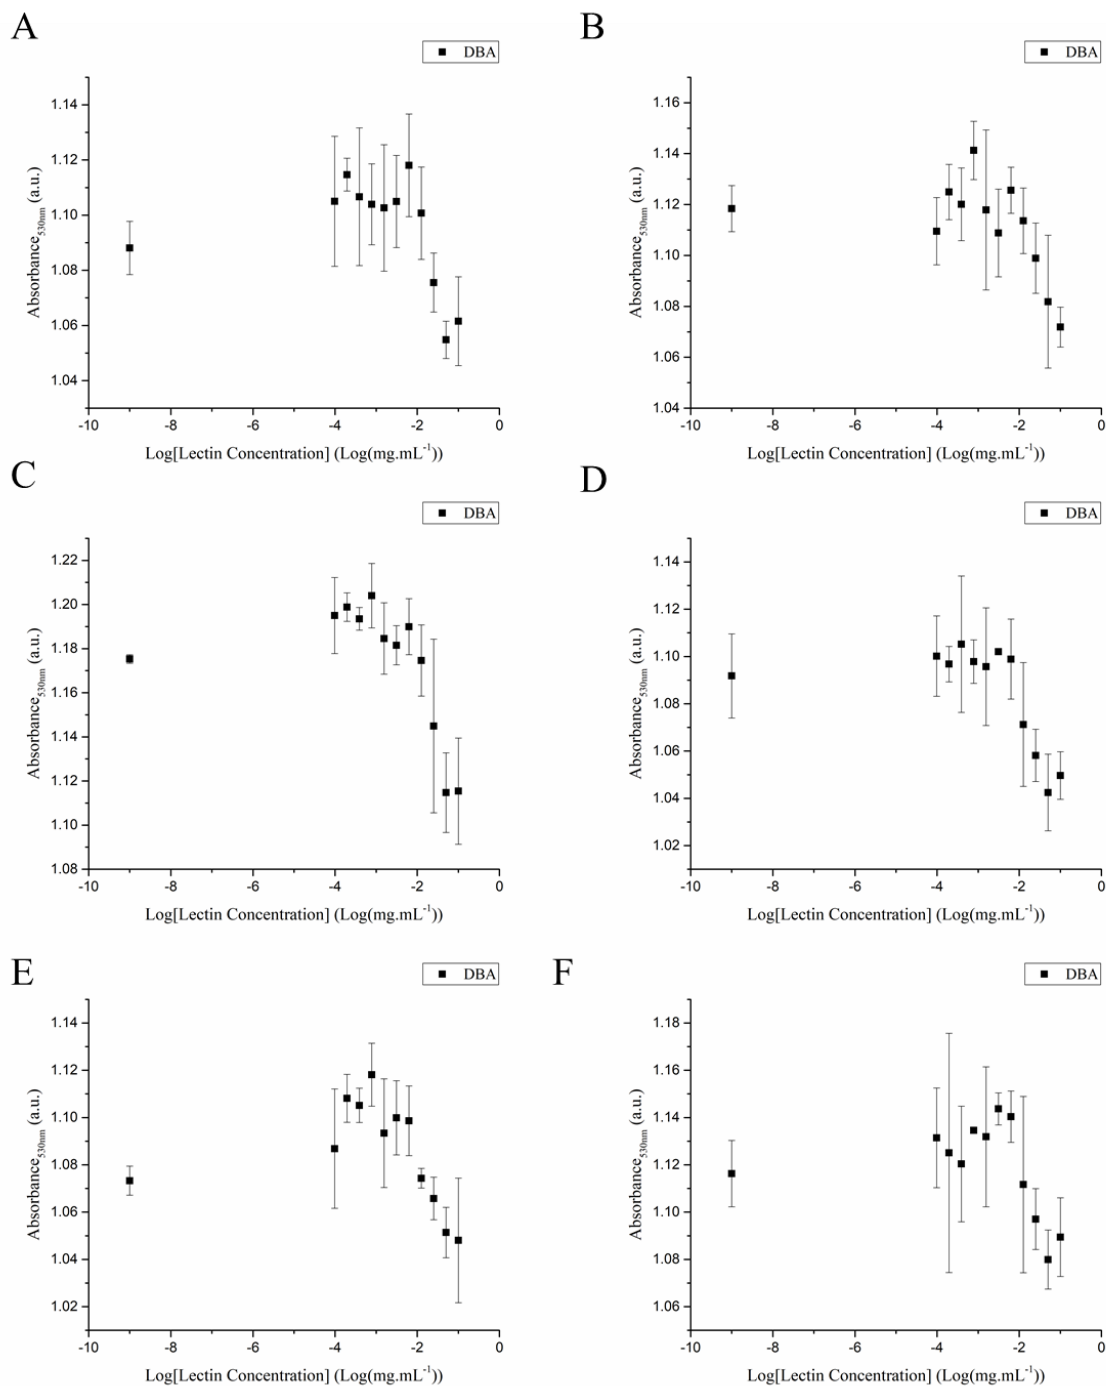 A
B
DBA
DBA
1.14
1.12
1.10
1.08
1.06
1.04
Absorbance530nm (a.u.)
-10 -8 -6 -4 -2 0
Log[Lectin Concentration] (Log(mg.mL-1))
1.16
1.14
1.12
1.10
1.08
1.06
1.04
Absorbance530nm (a.u.)
-10 -8 -6 -4 -2 0
Log[Lectin Concentration] (Log(mg.mL-1))
C
D
DBA
DBA
1.22
1.20
1.18
1.16
1.14
1.12
1.10
1.08
Absorbance530nm (a.u.)
-10 -8 -6 -4 -2 0
Log[Lectin Concentration] (Log(mg.mL-1))
1.14
1.12
1.10
1.08
1.06
1.04
1.02
Absorbance530nm (a.u.)
-10 -8 -6 -4 -2 0
Log[Lectin Concentration] (Log(mg.mL-1))
E
F
DBA
DBA
1.14
1.12
1.10
1.08
1.06
1.04
1.02
Absorbance530nm (a.u.)
-10 -8 -6 -4 -2 0
Log[Lectin Concentration] (Log(mg.mL-1))
1.18
1.16
1.14
1.12
1.10
1.08
1.06
Absorbance530nm (a.u.)
-10 -8 -6 -4 -2 0
Log[Lectin Concentration] (Log(mg.mL-1))